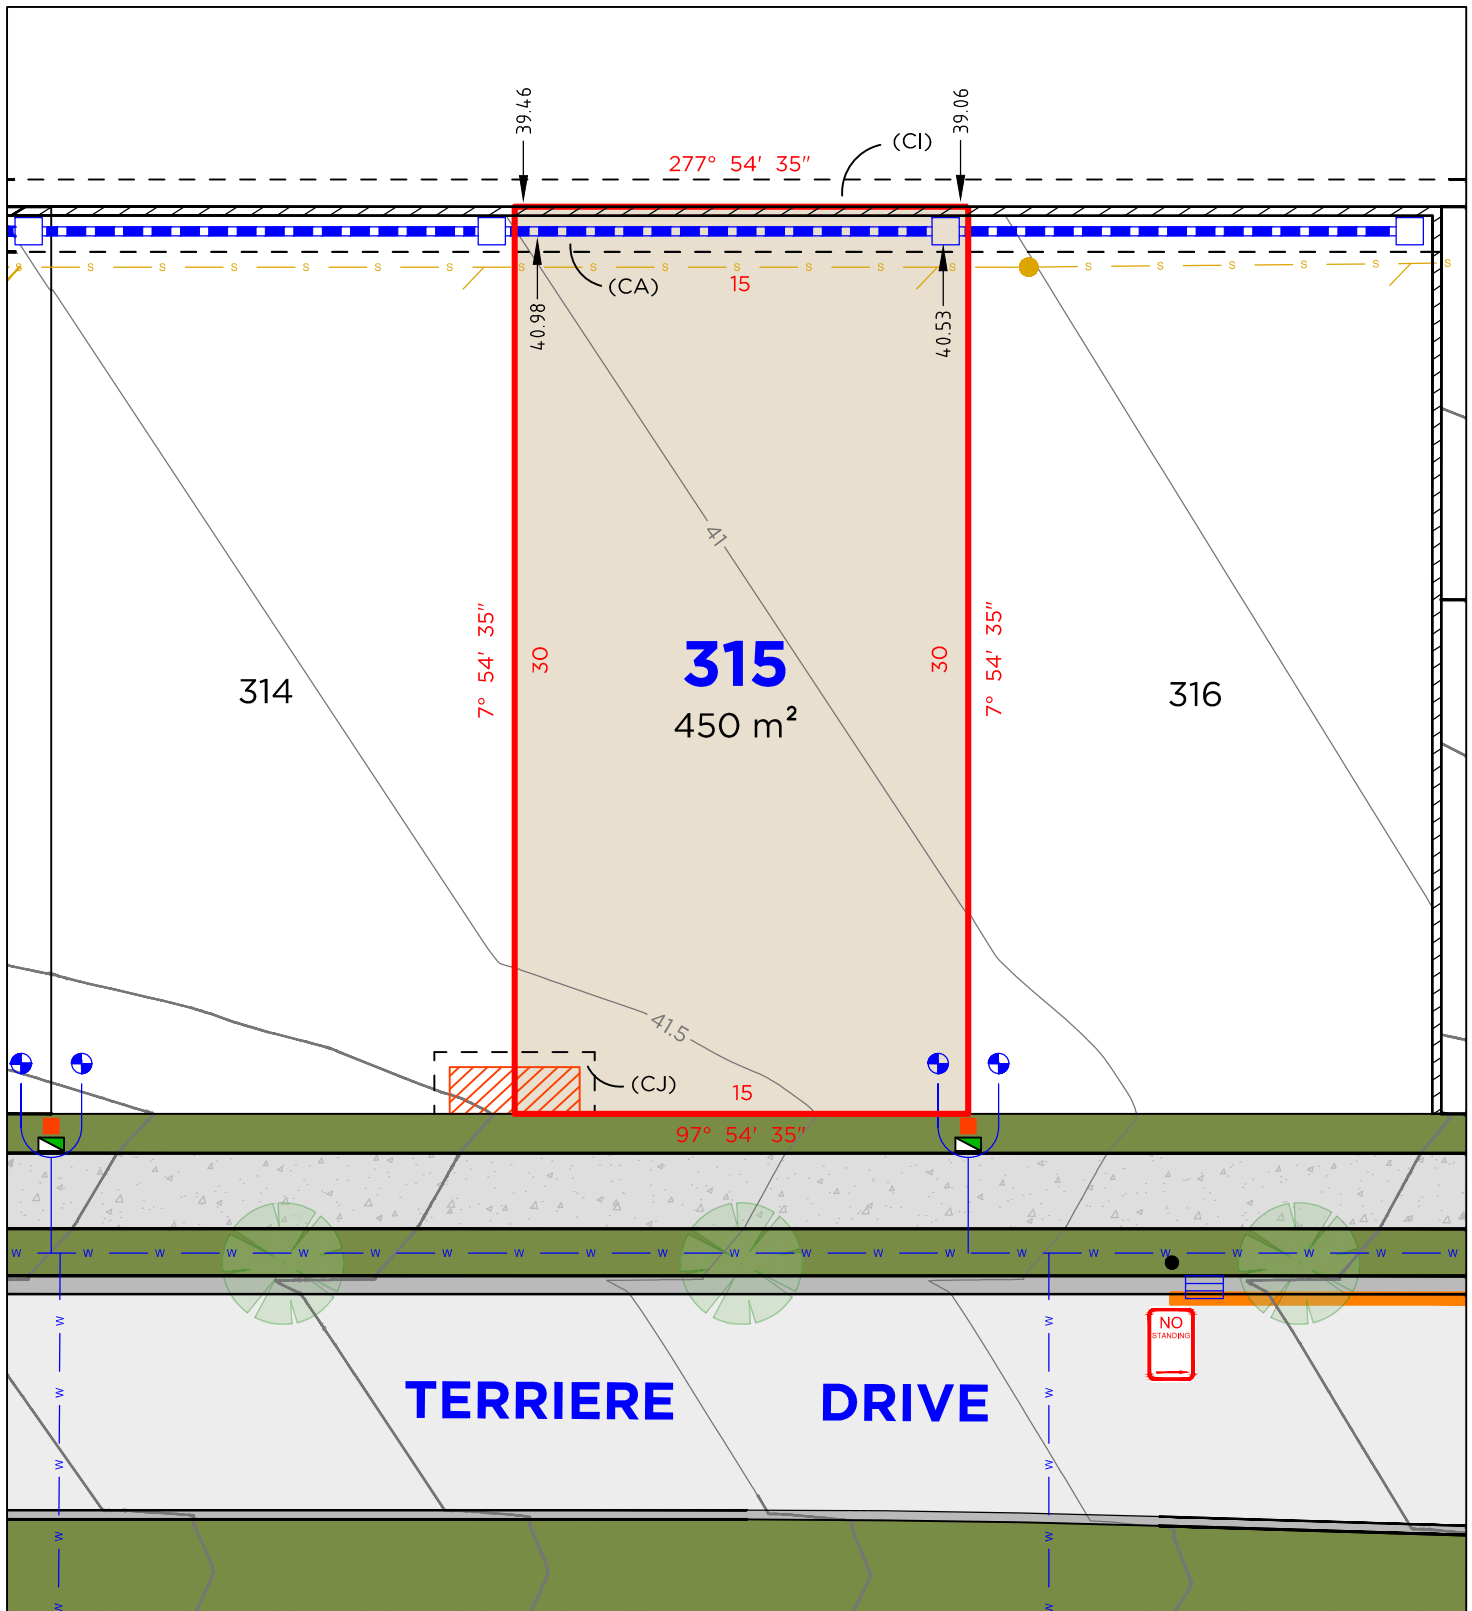 39.46
39.06
(CI)
277° 54' 35"
S S S S S S S S S S S S S S S S S S S S S
(CA)
15
40.98
40.53
41
7° 54' 35"
30
30
7° 54' 35"
315
450 m²
314
316
41.5
(CJ)
15
97° 54' 35"
W W W W W W W W W W W W W W W W W W W W W
NO
STANDING
W W
W W
TERRIERE DRIVE
W W
W W
W W